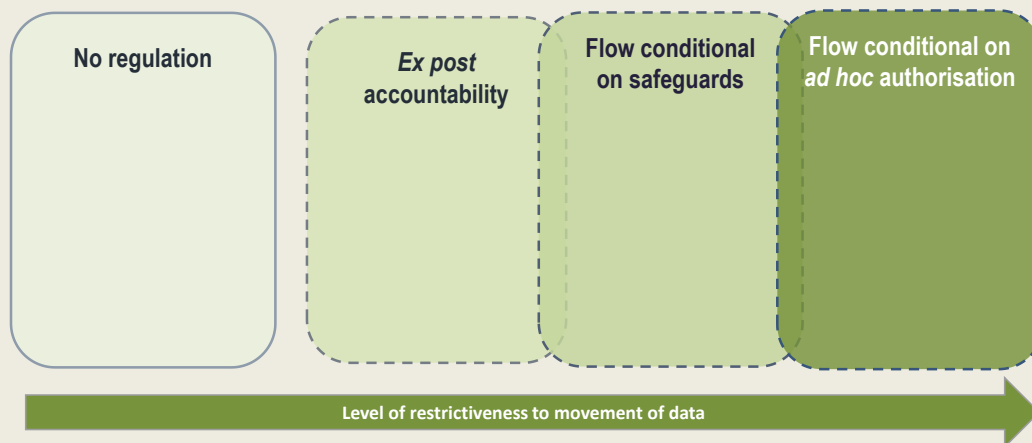 No regulation
Ex post
accountability
Flow conditional
on safeguards
Flow conditional on
ad hoc authorisation
Level of restrictiveness to movement of data